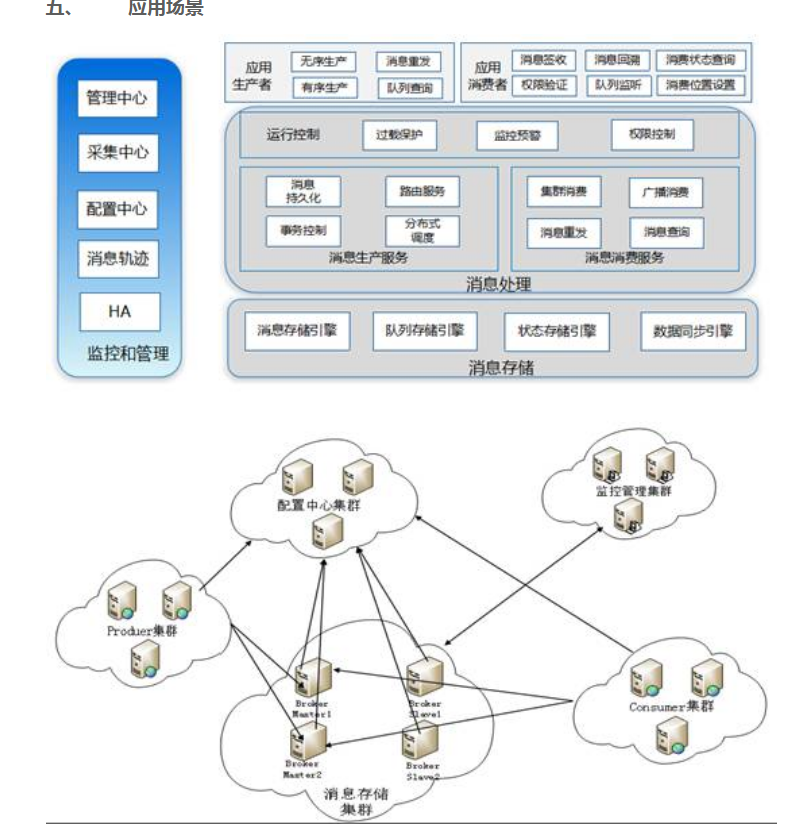 五、 应用场景
管理中心
采集中心
配置中心
消息轨迹
HA
监控和管理
应用
生产者
无序生产
消息重发
有序生产
队列查询
应用
消费者
消息签收
消息回溯
消费状态查询
权限验证
队列监听
消费位置设置
运行控制
过载保护
监控预警
权限控制
消息
持久化
路由服务
事务控制
分布式
调度
消息生产服务
集群消费
广播消费
消息重发
消息查询
消息消费服务
消息处理
消息存储引擎
队列存储引擎
状态存储引擎
数据同步引擎
消息存储
配置中心集群
监控管理集群
Produer集群
Broker
Master1
Broker
Slave1
Consumer集群
Broker
Master2
Broker
Slave2
消息存储
集群